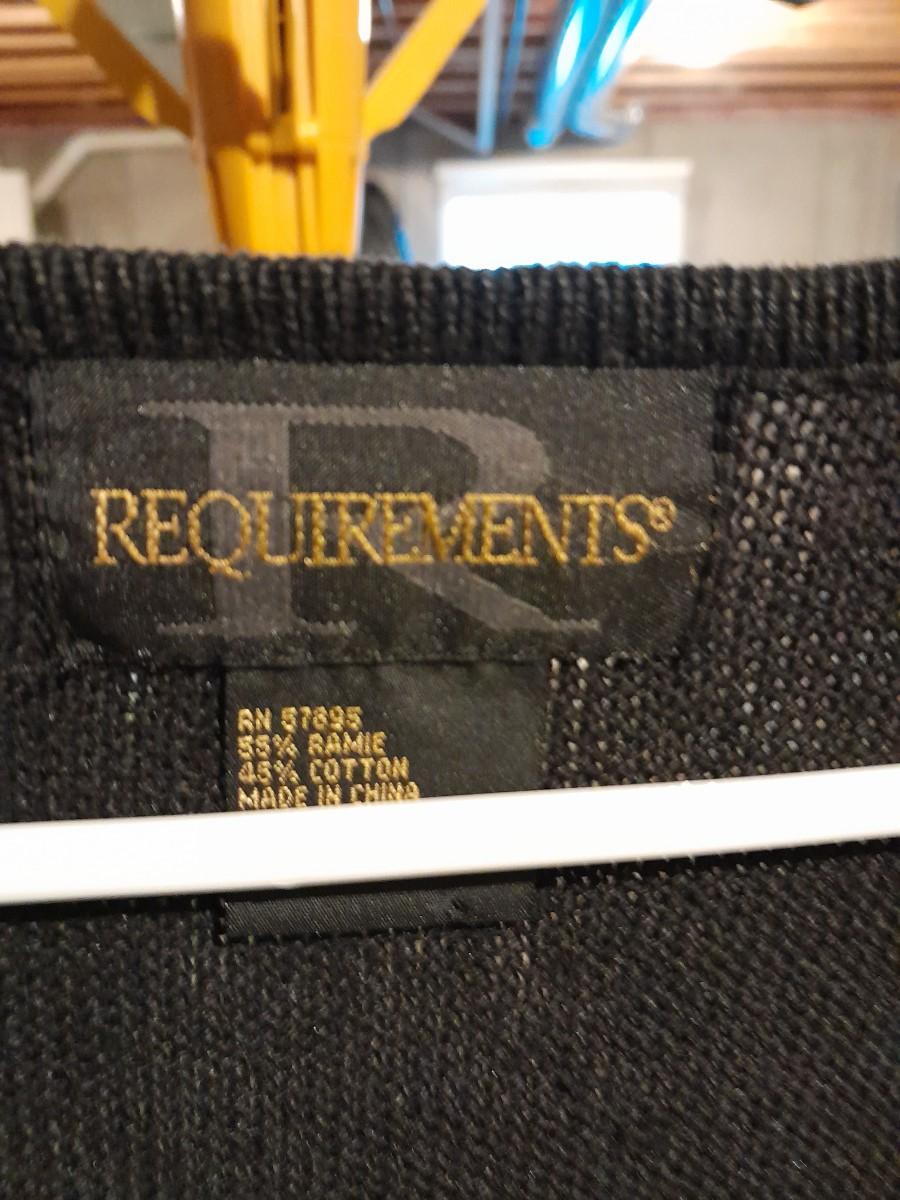 R
REQUIREMENTS®
RN 57695
55% RAMIE
45% COTTON
MADE IN CHINA